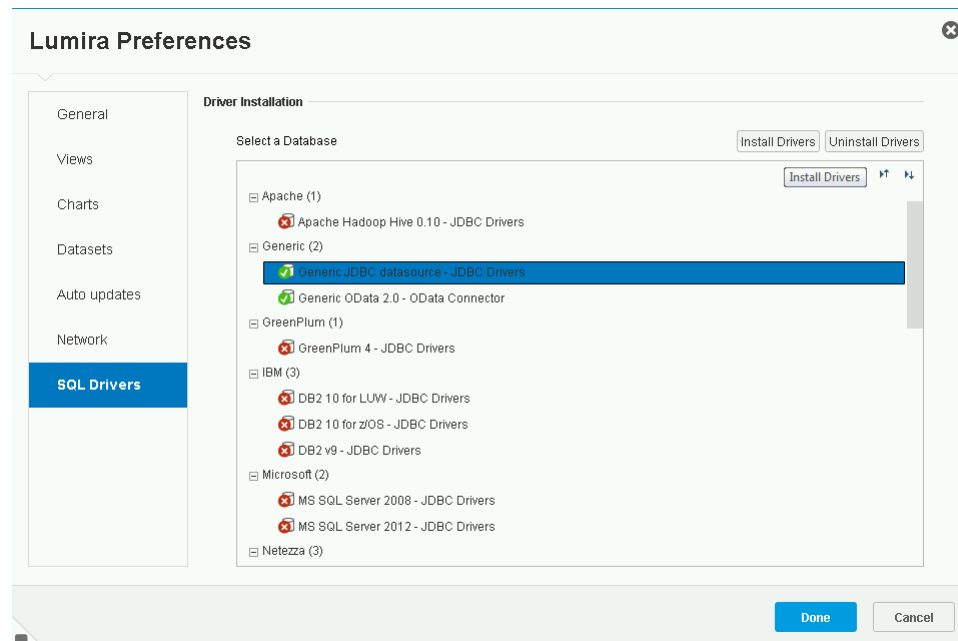 Lumira Preferences
General
Views
Charts
Datasets
Auto updates
Network
SQL Drivers
Driver Installation
Select a Database
Install Drivers
Uninstall Drivers
Install Drivers
Apache (1)
Apache Hadoop Hive 0.10 - JDBC Drivers
Generic (2)
Generic JDBC datasource - JDBC Drivers
Generic OData 2.0 - OData Connector
GreenPlum (1)
GreenPlum 4 - JDBC Drivers
IBM (3)
DB2 10 for LUW - JDBC Drivers
DB2 10 for z/OS - JDBC Drivers
DB2 v9 - JDBC Drivers
Microsoft (2)
MS SQL Server 2008 - JDBC Drivers
MS SQL Server 2012 - JDBC Drivers
Netezza (3)
Done
Cancel